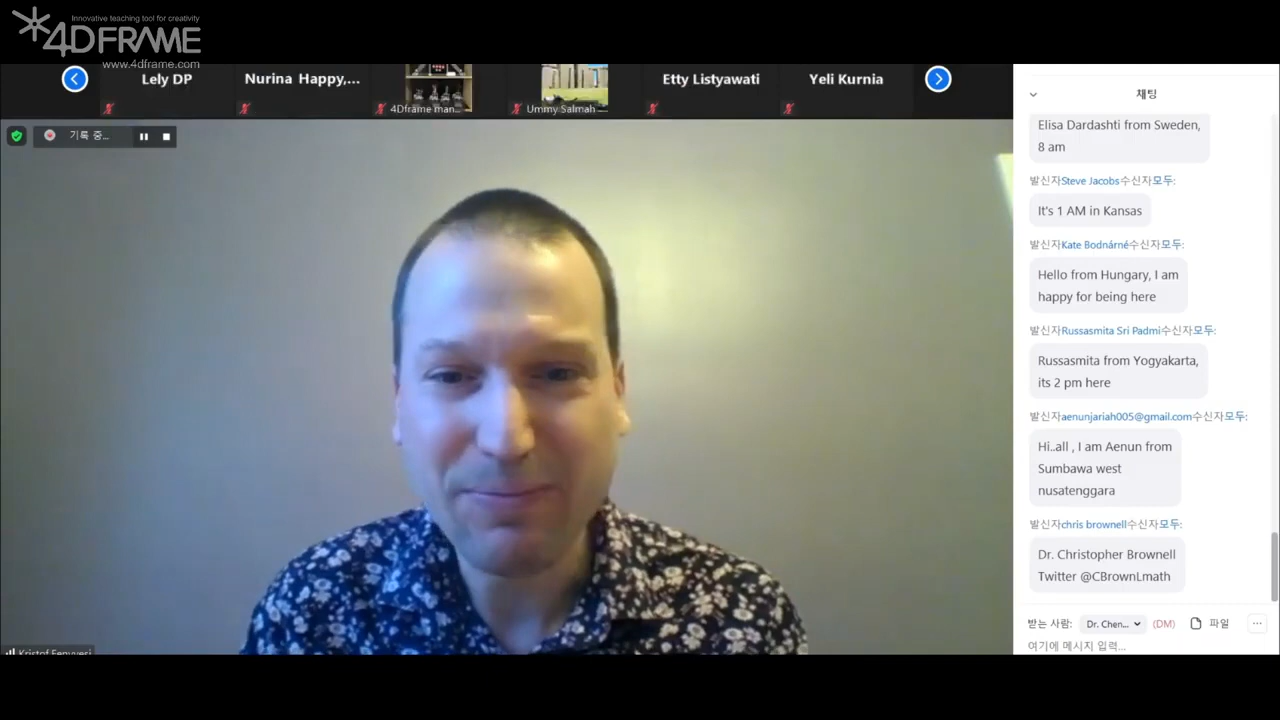 Innovative teaching tool for creativity
4DFRAME
www.4dframe.com
Lely DP
Nurina Happy,...
4Dframe man...
Ummy Salmah
Etty Listyawati
Yeli Kurnia
기록 중...
채팅
Elisa Dardashti from Sweden,
8 am
발신자Steve Jacobs수신자모두:
It's 1 AM in Kansas
발신자Kate Bodnárné수신자모두:
Hello from Hungary, I am
happy for being here
발신자Russasmita Sri Padmi수신자모두:
Russasmita from Yogyakarta,
its 2 pm here
발신자aenunjariah005@gmail.com수신자모두:
Hi..all , I am Aenun from
Sumbawa west
nusatenggara
발신자chris brownell수신자모두:
Dr. Christopher Brownell
Twitter @CBrownLmath
받는 사람: Dr. Chen... (DM) 파일
여기에 메시지 입력...
Kristof Fenyvesi